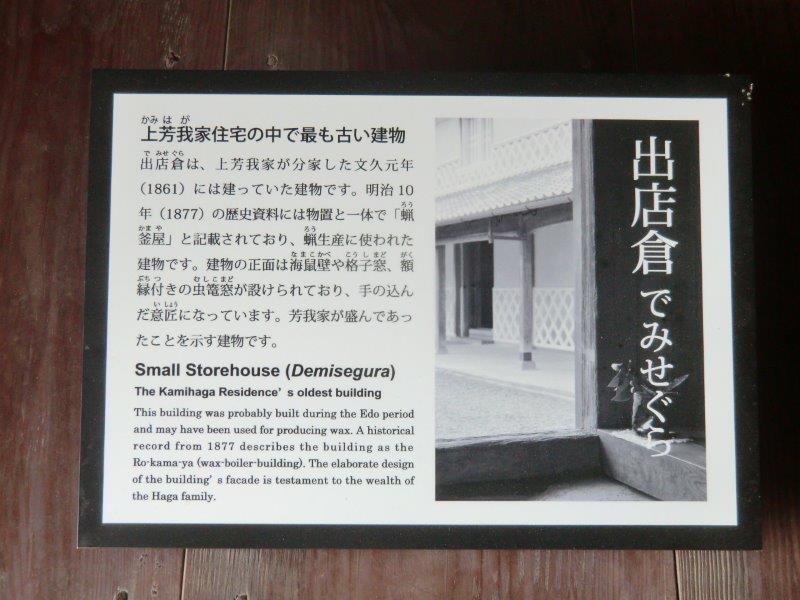 上芳我家住宅の中で最も古い建物
出店倉は、上芳我家が分家した文久元年
(1861)には建っていた建物です。明治10
年(1877)の歴史資料には物置と一体で「蝋
釜屋」と記載されており、蝋生産に使われた
建物です。建物の正面は海鼠壁や格子窓、額
縁付きの虫篭窓が設けられており、手の込ん
だ意匠になっています。芳我家が盛んであっ
たことを示す建物です。
Small Storehouse (Demisegura)
The Kamihaga Residence's oldest building
This building was probably built during the Edo period
and may have been used for producing wax. A historical
record from 1877 describes the building as the
Ro-kama-ya (wax-boiler-building). The elaborate design
of the building's facade is testament to the wealth of
the Haga family.
出店倉 でみせぐら